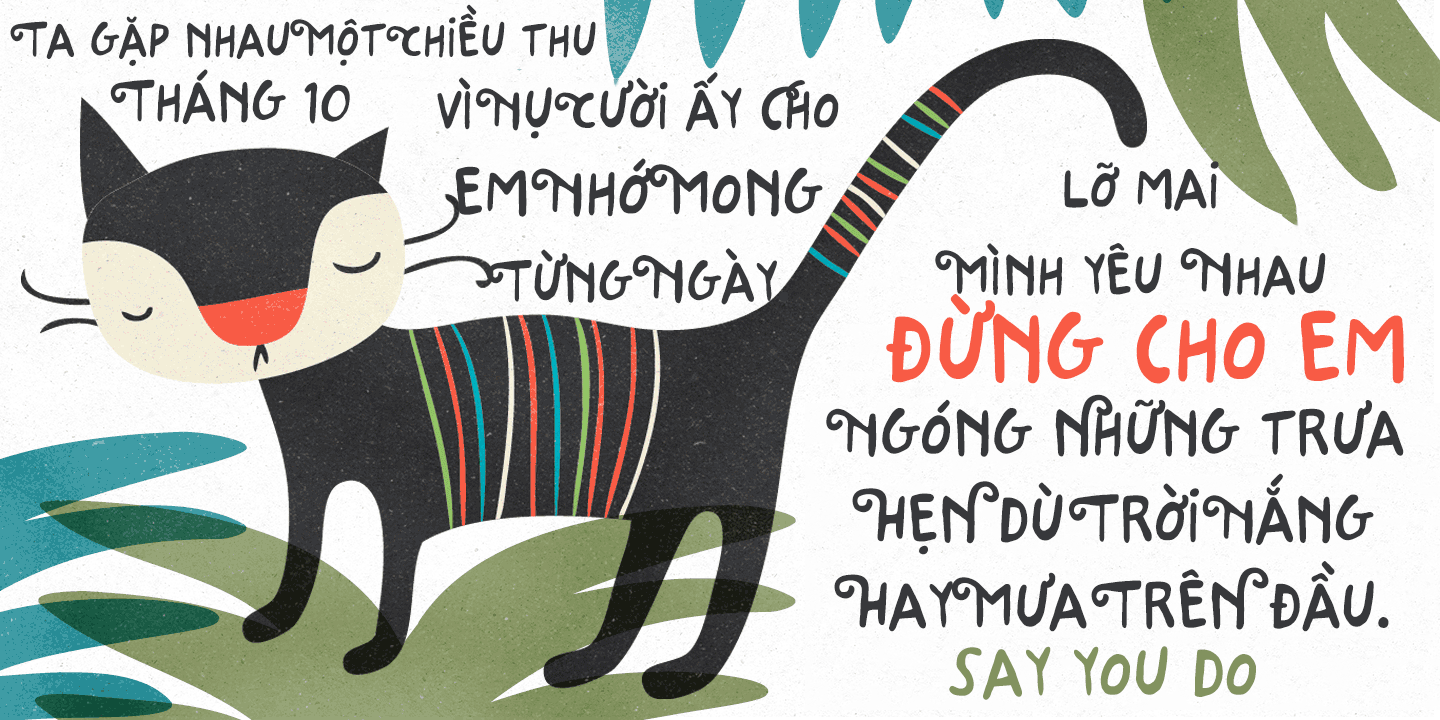 TA GẶP NHAU MỘT CHIỀU THU
THÁNG 10
VÌ NỤ CƯỜI ẤY CHO
EM NHỚ MONG
TỪNG NGÀY
LỠ MAI
MÌNH YÊU NHAU
ĐỪNG CHO EM
NGÓNG NHỮNG TRƯA
HẸN DÙ TRỜI NẮNG
HAY MƯA TRÊN ĐẦU.
SAY YOU DO